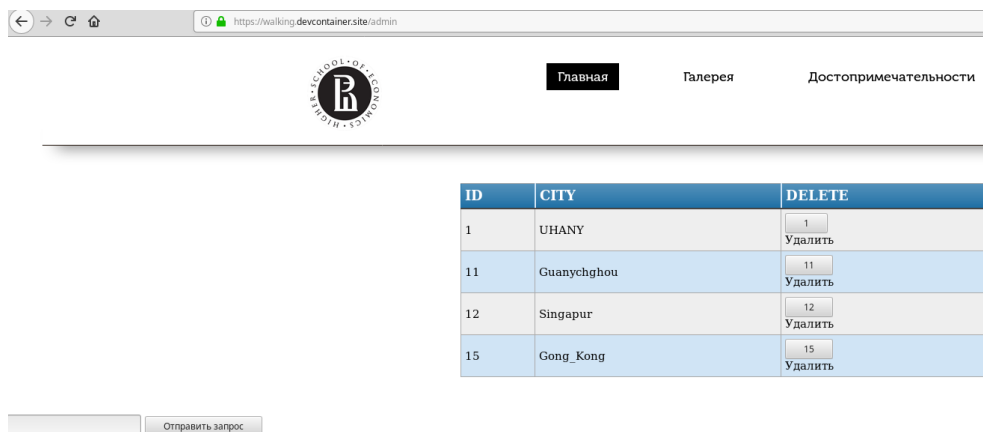 https://walking.devcontainer.site/admin
HIGHER · SCHOOL · OF · ECONOMICS
Главная Галерея Достопримечательности
ID CITY DELETE
1 UHANY 1
Удалить
11 Guanychghou 11
Удалить
12 Singapur 12
Удалить
15 Gong_Kong 15
Удалить
Отправить запрос